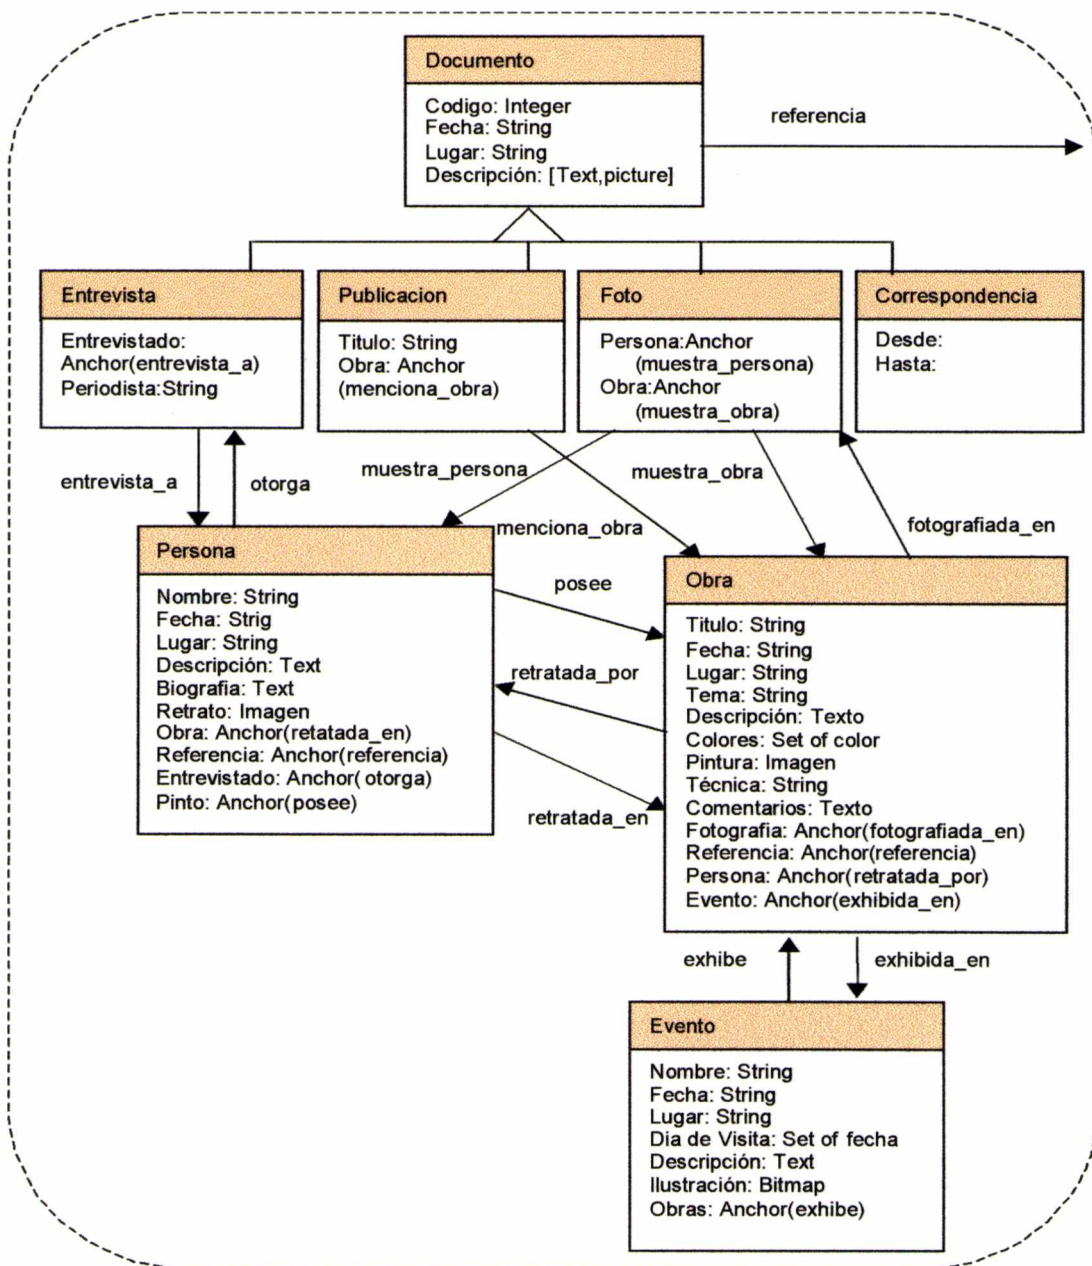 Documento
Codigo: Integer
Fecha: String
Lugar: String
Descripción: [Text,picture]
referencia
Entrevista
Entrevistado:
Anchor(entrevista_a)
Periodista:String
Publicacion
Titulo: String
Obra: Anchor
(menciona_obra)
Foto
Persona:Anchor
(muestra_persona)
Obra:Anchor
(muestra_obra)
Correspondencia
Desde:
Hasta:
entrevista_a
otorga
muestra_persona
menciona_obra
muestra_obra
fotografiada_en
Persona
Nombre: String
Fecha: Strig
Lugar: String
Descripción: Text
Biografia: Text
Retrato: Imagen
Obra: Anchor(retatada_en)
Referencia: Anchor(referencia)
Entrevistado: Anchor( otorga)
Pinto: Anchor(posee)
posee
retratada_por
retratada_en
Obra
Titulo: String
Fecha: String
Lugar: String
Tema: String
Descripción: Texto
Colores: Set of color
Pintura: Imagen
Técnica: String
Comentarios: Texto
Fotografia: Anchor(fotografiada_en)
Referencia: Anchor(referencia)
Persona: Anchor(retratada_por)
Evento: Anchor(exhibida_en)
exhibe
exhibida_en
Evento
Nombre: String
Fecha: String
Lugar: String
Dia de Visita: Set of fecha
Descripción: Text
Ilustración: Bitmap
Obras: Anchor(exhibe)